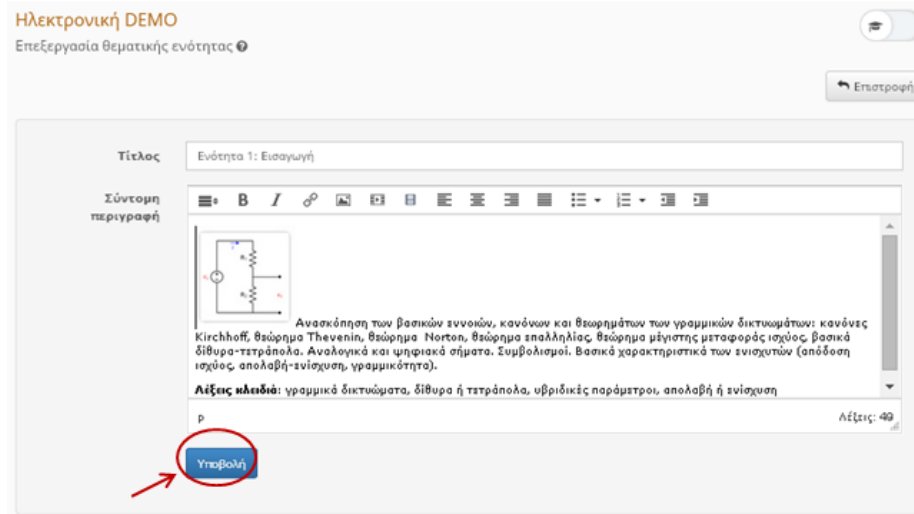 Ηλεκτρονική DEMO
Επεξεργασία θεματικής ενότητας
Επιστροφή
Τίτλος
Ενότητα 1: Εισαγωγή
Σύντομη
περιγραφή
B I
Ανασκόπηση των βασικών εννοιών, κανόνων και θεωρημάτων των γραμμικών δικτυωμάτων: κανόνες
Kirchhoff, θεώρημα Thevenin, θεώρημα Norton, θεώρημα επαλληλίας, θεώρημα μέγιστης μεταφοράς ισχύος, βασικά
δίθυρα-τετράπολα. Αναλογικά και ψηφιακά σήματα. Συμβολισμοί. Βασικά χαρακτηριστικά των ενισχυτών (απόδοση
ισχύος, απολαβή-ενίσχυση, γραμμικότητα).
Λέξεις κλειδιά: γραμμικά δικτυώματα, δίθυρα ή τετράπολα, υβριδικές παράμετροι, απολαβή ή ενίσχυση
p
Λέξεις: 49
Υποβολή